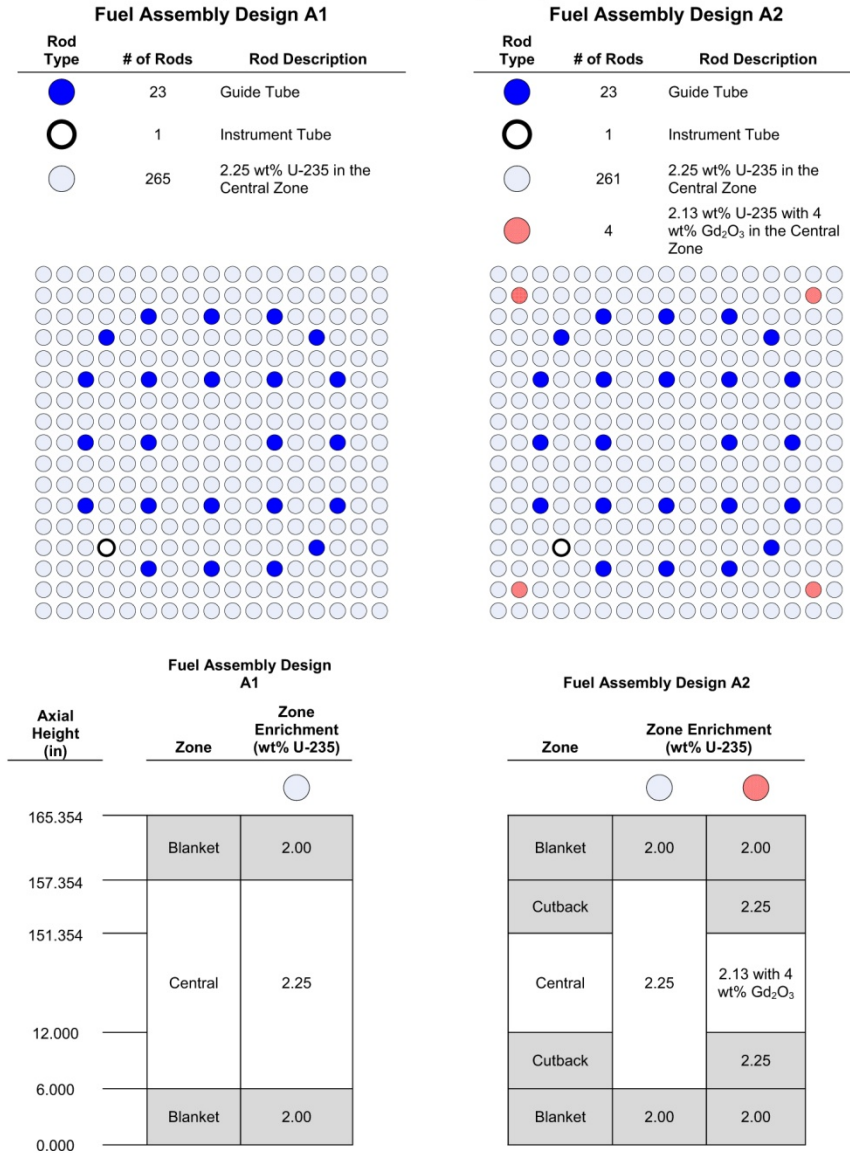 Fuel Assembly Design A1
Rod Type # of Rods Rod Description
23 Guide Tube
1 Instrument Tube
265 2.25 wt% U-235 in the
Central Zone
Fuel Assembly Design A2
Rod Type # of Rods Rod Description
23 Guide Tube
1 Instrument Tube
261 2.25 wt% U-235 in the
Central Zone
4 2.13 wt% U-235 with 4
wt% Gd₂O₃ in the Central
Zone
Fuel Assembly Design
A1
Axial
Height
(in)
Zone
Zone
Enrichment
(wt% U-235)
165.354
157.354
151.354
12.000
6.000
0.000
Blanket 2.00
Central 2.25
Blanket 2.00
Fuel Assembly Design A2
Zone
Zone Enrichment
(wt% U-235)
Blanket 2.00 2.00
Cutback 2.25
Central 2.25 2.13 with 4
wt% Gd₂O₃
Cutback 2.25
Blanket 2.00 2.00